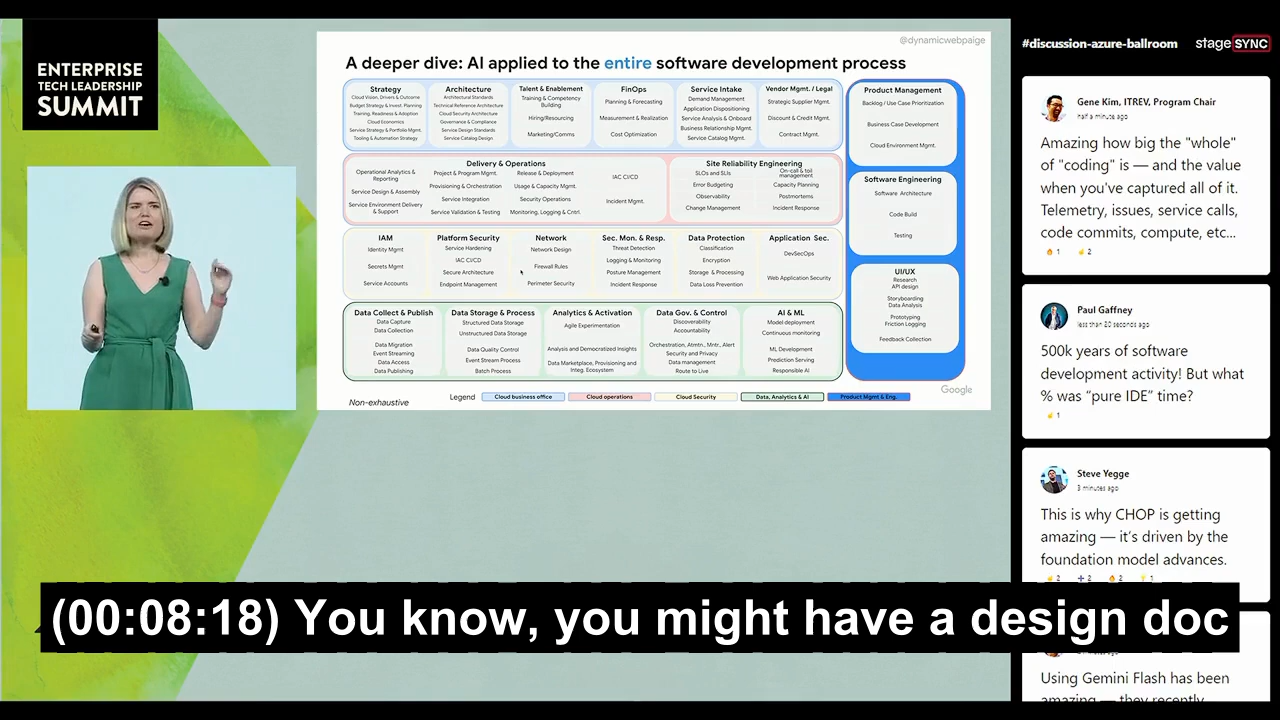 ENTERPRISE
TECH LEADERSHIP
SUMMIT
@dynamicwebpaige
A deeper dive: AI applied to the entire software development process
Strategy
Cloud Vision, Drivers & Outcome
Budget Strategy & Invest. Planning
Training, Readiness & Adoption
Cloud Economics
Service Strategy & Portfolio Mgmt.
Tooling & Automation Strategy
Architecture
Architectural Standards
Technical Reference Architecture
Cloud Security Architecture
Governance & Compliance
Service Design Standards
Service Catalog Design
Talent & Enablement
Training & Competency
Building
Hiring/Resourcing
Marketing/Comms
FinOps
Planning & Forecasting
Measurement & Realization
Cost Optimization
Service Intake
Demand Management
Application Dispositioning
Service Analysis & Onboard
Business Relationship Mgmt.
Service Catalog Mgmt.
Vendor Mgmt. / Legal
Strategic Supplier Mgmt.
Discount & Credit Mgmt.
Contract Mgmt.
Product Management
Backlog / Use Case Prioritization
Business Case Development
Cloud Environment Mgmt.
Delivery & Operations
Operational Analytics &
Reporting
Service Design & Assembly
Service Environment Delivery
& Support
Project & Program Mgmt.
Provisioning & Orchestration
Service Integration
Service Validation & Testing
Release & Deployment
Usage & Capacity Mgmt.
Security Operations
Monitoring, Logging & Cntrl.
IAC CI/CD
Incident Mgmt.
Site Reliability Engineering
SLOs and SLIs
Error Budgeting
Observability
Change Management
On-call & toil
management
Capacity Planning
Postmortems
Incident Response
Software Engineering
Software Architecture
Code Build
Testing
IAM
Identity Mgmt
Secrets Mgmt
Service Accounts
Platform Security
Service Hardening
IAC CI/CD
Secure Architecture
Endpoint Management
Network
Network Design
Firewall Rules
Perimeter Security
Sec. Mon. & Resp.
Threat Detection
Logging & Monitoring
Posture Management
Incident Response
Data Protection
Classification
Encryption
Storage & Processing
Data Loss Prevention
Application Sec.
DevSecOps
Web Application Security
UI/UX
Research
API design
Storyboarding
Data Analysis
Prototyping
Friction Logging
Feedback Collection
Data Collect & Publish
Data Capture
Data Collection
Data Migration
Event Streaming
Data Access
Data Publishing
Data Storage & Process
Structured Data Storage
Unstructured Data Storage
Data Quality Control
Event Stream Process
Batch Process
Analytics & Activation
Agile Experimentation
Analysis and Democratized Insights
Data Marketplace, Provisioning and
Integ. Ecosystem
Data Gov. & Control
Discoverability
Accountability
Orchestration, Atmtn., Mntr., Alert
Security and Privacy
Data management
Route to Live
AI & ML
Model deployment
Continuous monitoring
ML Development
Prediction Serving
Responsible AI
Google
Non-exhaustive
Legend
Cloud business office
Cloud operations
Cloud Security
Data, Analytics & AI
Product Mgmt & Eng.
#discussion-azure-ballroom
stage SYNC
Gene Kim, ITREV, Program Chair
half a minute ago
Amazing how big the "whole"
of "coding" is — and the value
when you've captured all of it.
Telemetry, issues, service calls,
code commits, compute, etc...
1 2
Paul Gaffney
less than 20 seconds ago
500k years of software
development activity! But what
% was “pure IDE” time?
1
Steve Yegge
3 minutes ago
This is why CHOP is getting
amazing — it’s driven by the
foundation model advances.
2 2 2 1
Using Gemini Flash has been
amazing — they recently
(00:08:18) You know, you might have a design doc